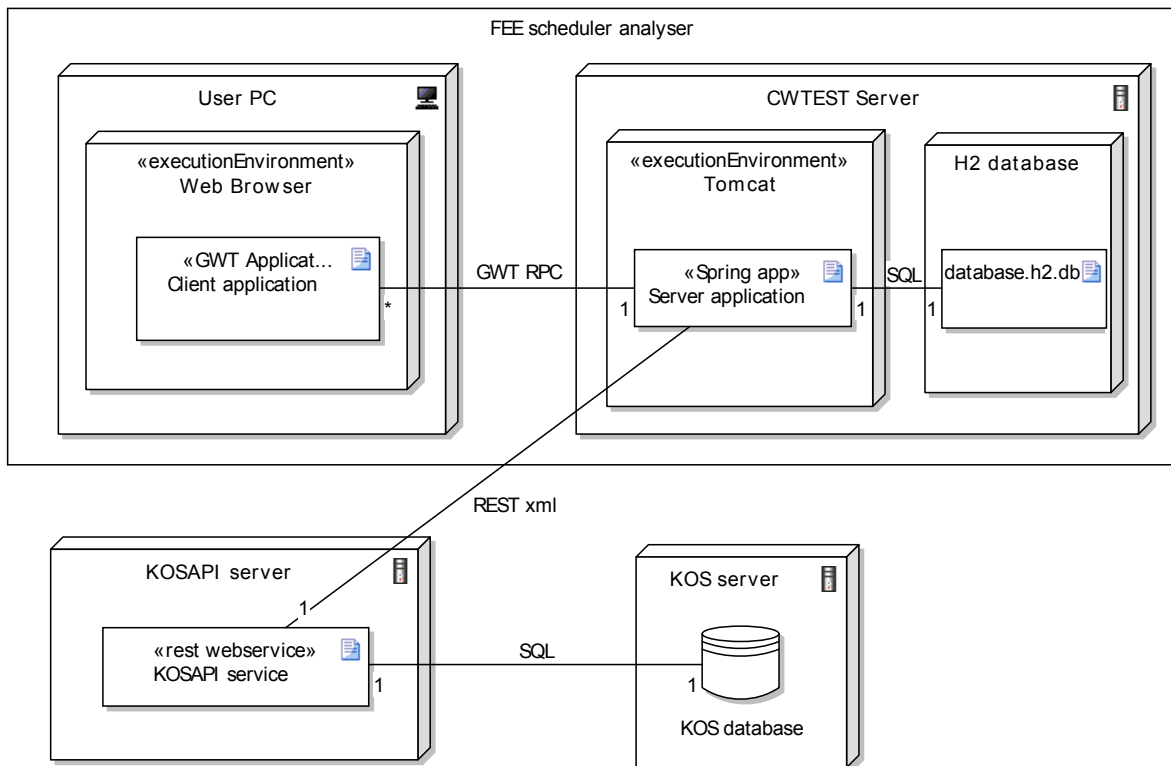 FEE scheduler analyser
User PC
«executionEnvironment»
Web Browser
«GWT Applicat...
Client application
*
GWT RPC
CWTEST Server
«executionEnvironment»
Tomcat
«Spring app»
Server application
1
1
SQL
H2 database
database.h2.db
1
REST xml
KOSAPI server
1
«rest webservice»
KOSAPI service
1
SQL
KOS server
1
KOS database